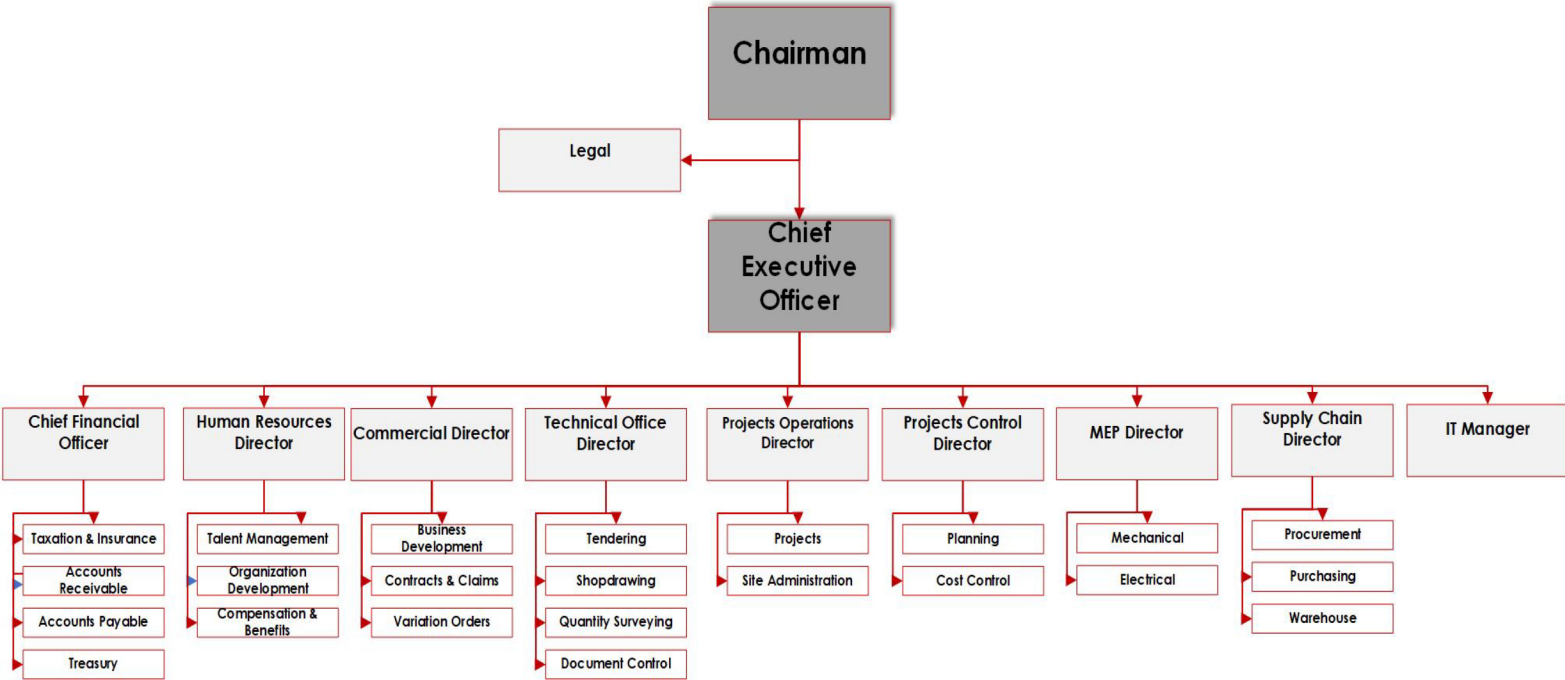 Chairman
Legal
Chief
Executive
Officer
Chief Financial
Officer
Human Resources
Director
Commercial Director
Technical Office
Director
Projects Operations
Director
Projects Control
Director
MEP Director
Supply Chain
Director
IT Manager
Taxation & Insurance
Accounts
Receivable
Accounts Payable
Treasury
Talent Management
Organization
Development
Compensation &
Benefits
Business
Development
Contracts & Claims
Variation Orders
Tendering
Shopdrawing
Quantity Surveying
Document Control
Projects
Site Administration
Planning
Cost Control
Mechanical
Electrical
Procurement
Purchasing
Warehouse